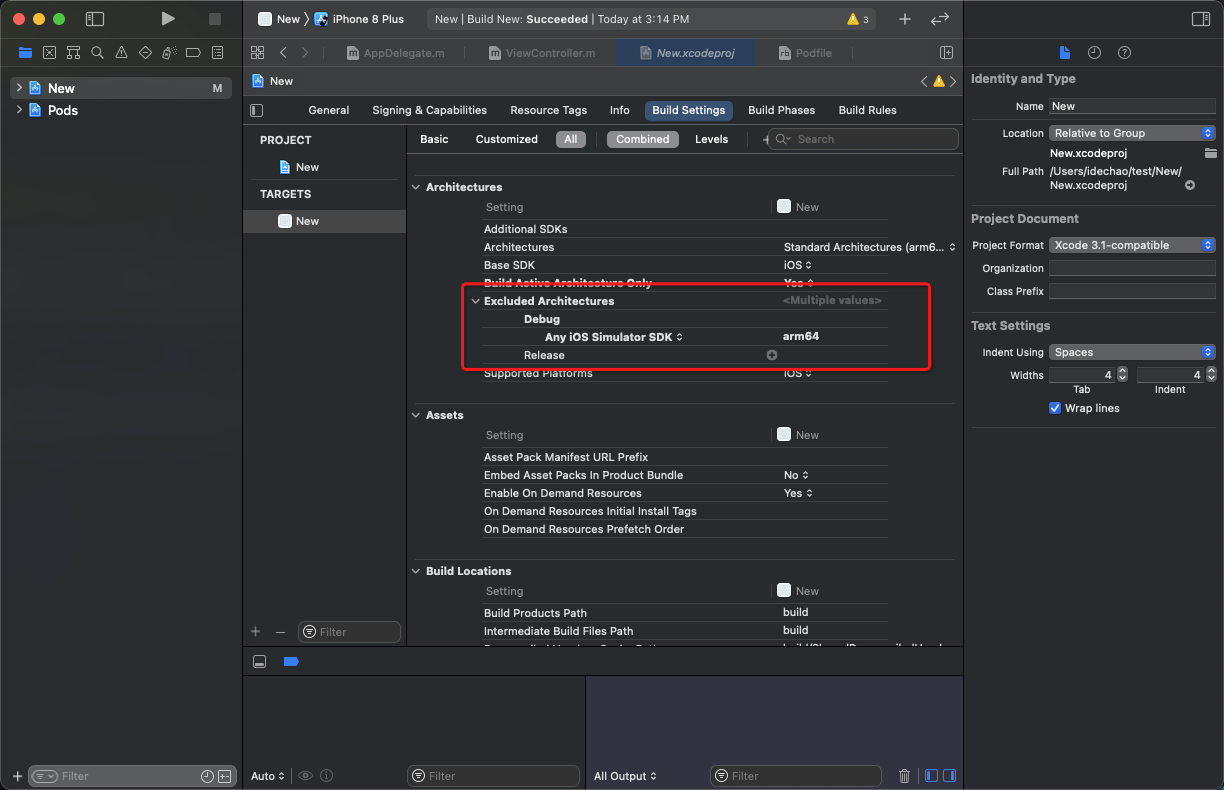 New
iPhone 8 Plus
New | Build New: Succeeded | Today at 3:14 PM
3
AppDelegate.m
ViewController.m
New.xcodeproj
rb Podfile
New
New
M
Pods
General
Signing & Capabilities
Resource Tags
Info
Build Settings
Build Phases
Build Rules
PROJECT
New
TARGETS
New
Basic
Customized
All
Combined
Levels
+
Search
Architectures
Setting
New
Additional SDKs
Architectures
Standard Architectures (arm6...
Base SDK
iOS
Build Active Architecture Only
Yes
Excluded Architectures
<Multiple values>
Debug
Any iOS Simulator SDK
arm64
Release
Supported Platforms
iOS
Assets
Setting
New
Asset Pack Manifest URL Prefix
Embed Asset Packs In Product Bundle
No
Enable On Demand Resources
Yes
On Demand Resources Initial Install Tags
On Demand Resources Prefetch Order
Build Locations
Setting
New
Build Products Path
build
Intermediate Build Files Path
build
Filter
Filter
Auto
Filter
All Output
Filter
Identity and Type
Name
New
Location
Relative to Group
New.xcodeproj
Full Path
/Users/idechao/test/New/
New.xcodeproj
Project Document
Project Format
Xcode 3.1-compatible
Organization
Class Prefix
Text Settings
Indent Using
Spaces
Widths
4
4
Tab
Indent
Wrap lines